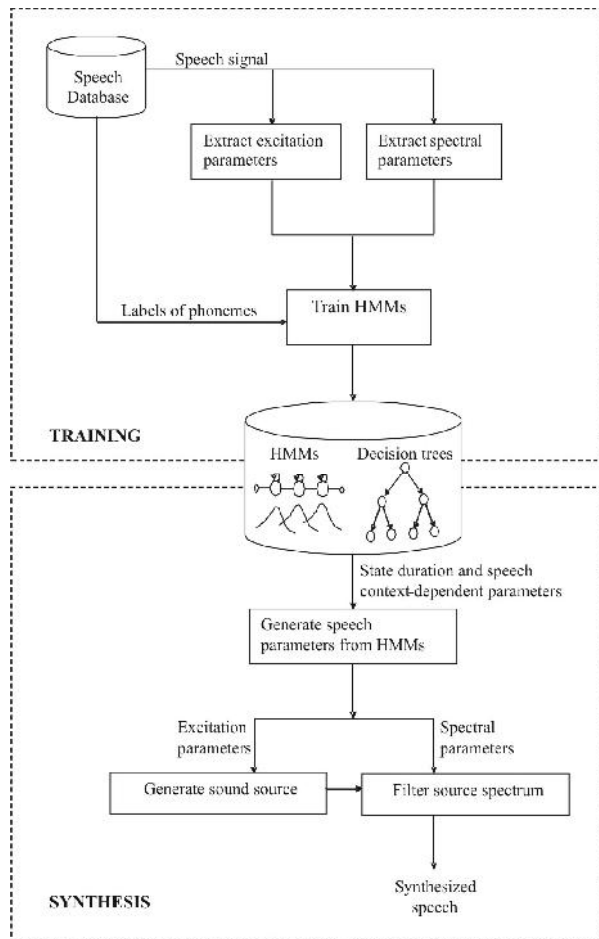 Speech signal
Speech
Database
Extract excitation
parameters
Extract spectral
parameters
Labels of phonemes
Train HMMs
TRAINING
HMMs
Decision trees
State duration and speech
context-dependent parameters
Generate speech
parameters from HMMs
Excitation
parameters
Spectral
parameters
Generate sound source
Filter source spectrum
Synthesized
speech
SYNTHESIS